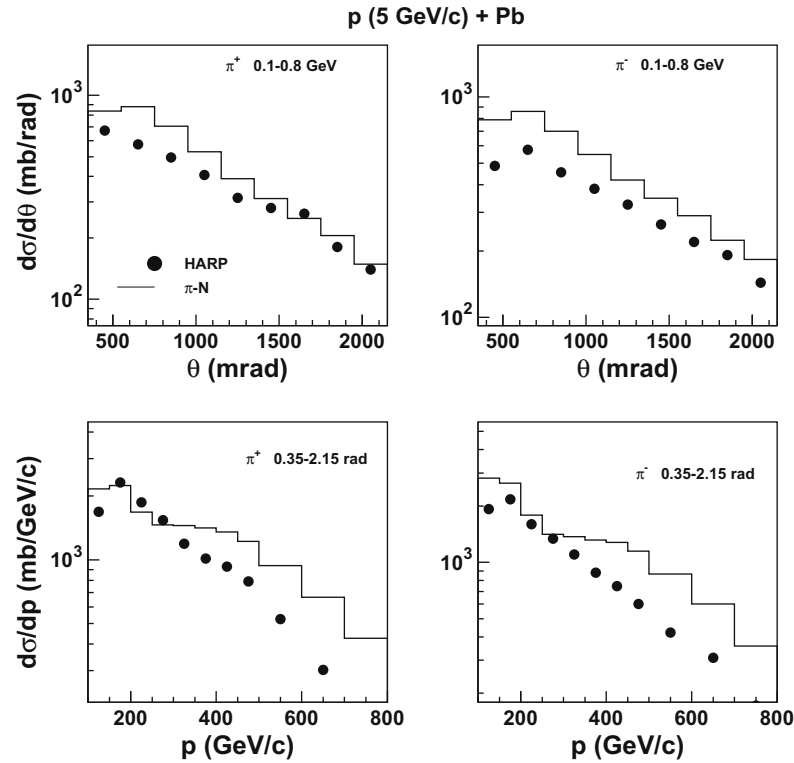 p (5 GeV/c) + Pb
π⁺ 0.1-0.8 GeV
dσ/dθ (mb/rad)
10³
10²
HARP
π-N
500 1000 1500 2000
θ (mrad)
π⁻ 0.1-0.8 GeV
10³
10²
500 1000 1500 2000
θ (mrad)
π⁺ 0.35-2.15 rad
dσ/dp (mb/GeV/c)
10³
200 400 600 800
p (GeV/c)
π⁻ 0.35-2.15 rad
10³
200 400 600 800
p (GeV/c)